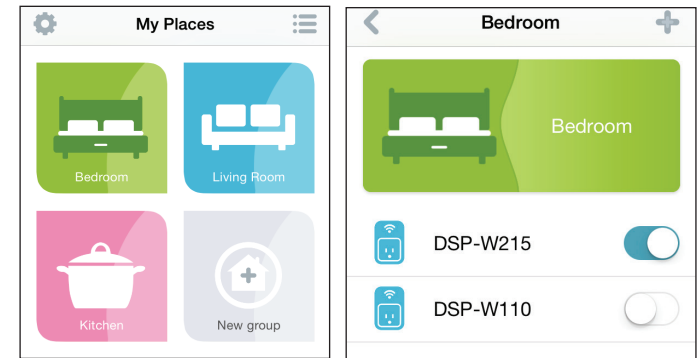 My Places
Bedroom
Living Room
Kitchen
New group
Bedroom
Bedroom
DSP-W215
DSP-W110